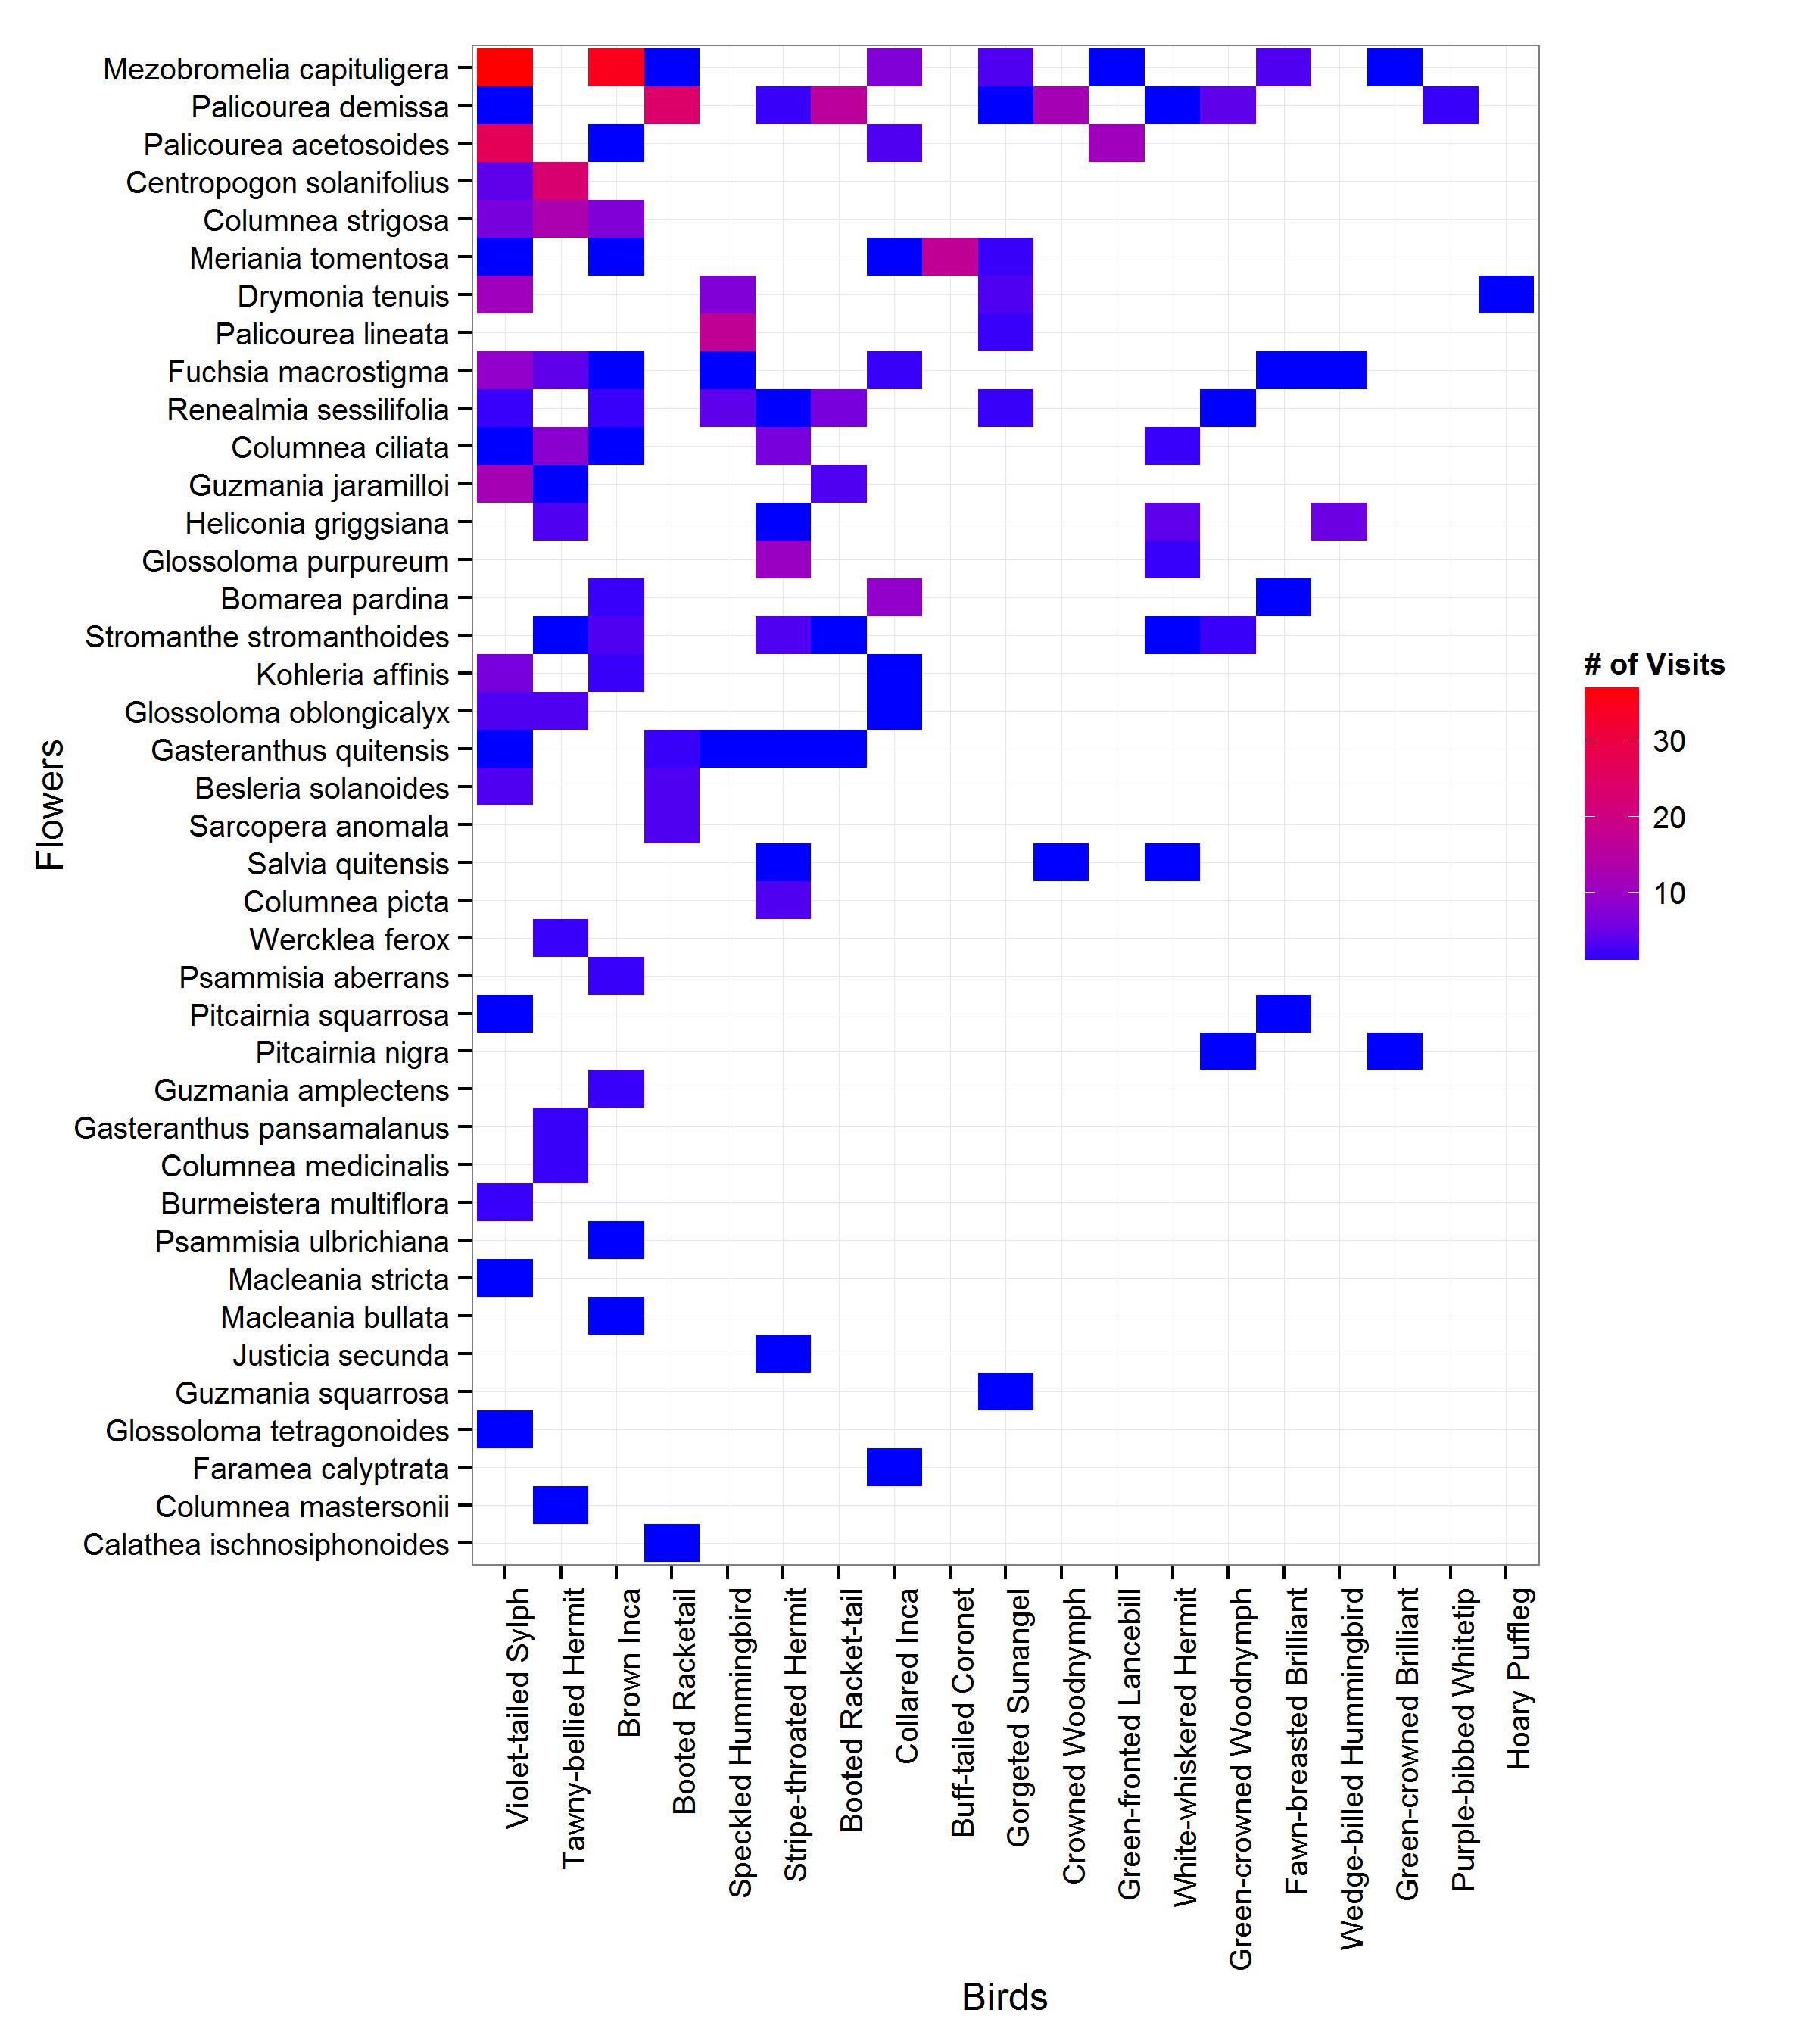 Mezobromelia capituligera
Palicourea demissa
Palicourea acetosoides
Centropogon solanifolius
Columnea strigosa
Meriania tomentosa
Drymonia tenuis
Palicourea lineata
Fuchsia macrostigma
Renealmia sessilifolia
Columnea ciliata
Guzmania jaramilloi
Heliconia griggsiana
Glossoloma purpureum
Bomarea pardina
Stromanthe stromanthoides
Kohleria affinis
Glossoloma oblongicalyx
Gasteranthus quitensis
Besleria solanoides
Sarcopera anomala
Salvia quitensis
Columnea picta
Wercklea ferox
Psammisia aberrans
Pitcairnia squarrosa
Pitcairnia nigra
Guzmania amplectens
Gasteranthus pansamalanus
Columnea medicinalis
Burmeistera multiflora
Psammisia ulbrichiana
Macleania stricta
Macleania bullata
Justicia secunda
Guzmania squarrosa
Glossoloma tetragonoides
Faramea calyptrata
Columnea mastersonii
Calathea ischnosiphonoides
Flowers
Violet-tailed Sylph
Tawny-bellied Hermit
Brown Inca
Booted Racketail
Speckled Hummingbird
Stripe-throated Hermit
Booted Racket-tail
Collared Inca
Buff-tailed Coronet
Gorgeted Sunangel
Crowned Woodnymph
Green-fronted Lancebill
White-whiskered Hermit
Green-crowned Woodnymph
Fawn-breasted Brilliant
Wedge-billed Hummingbird
Green-crowned Brilliant
Purple-bibbed Whitetip
Hoary Puffleg
Birds
# of Visits
30
20
10